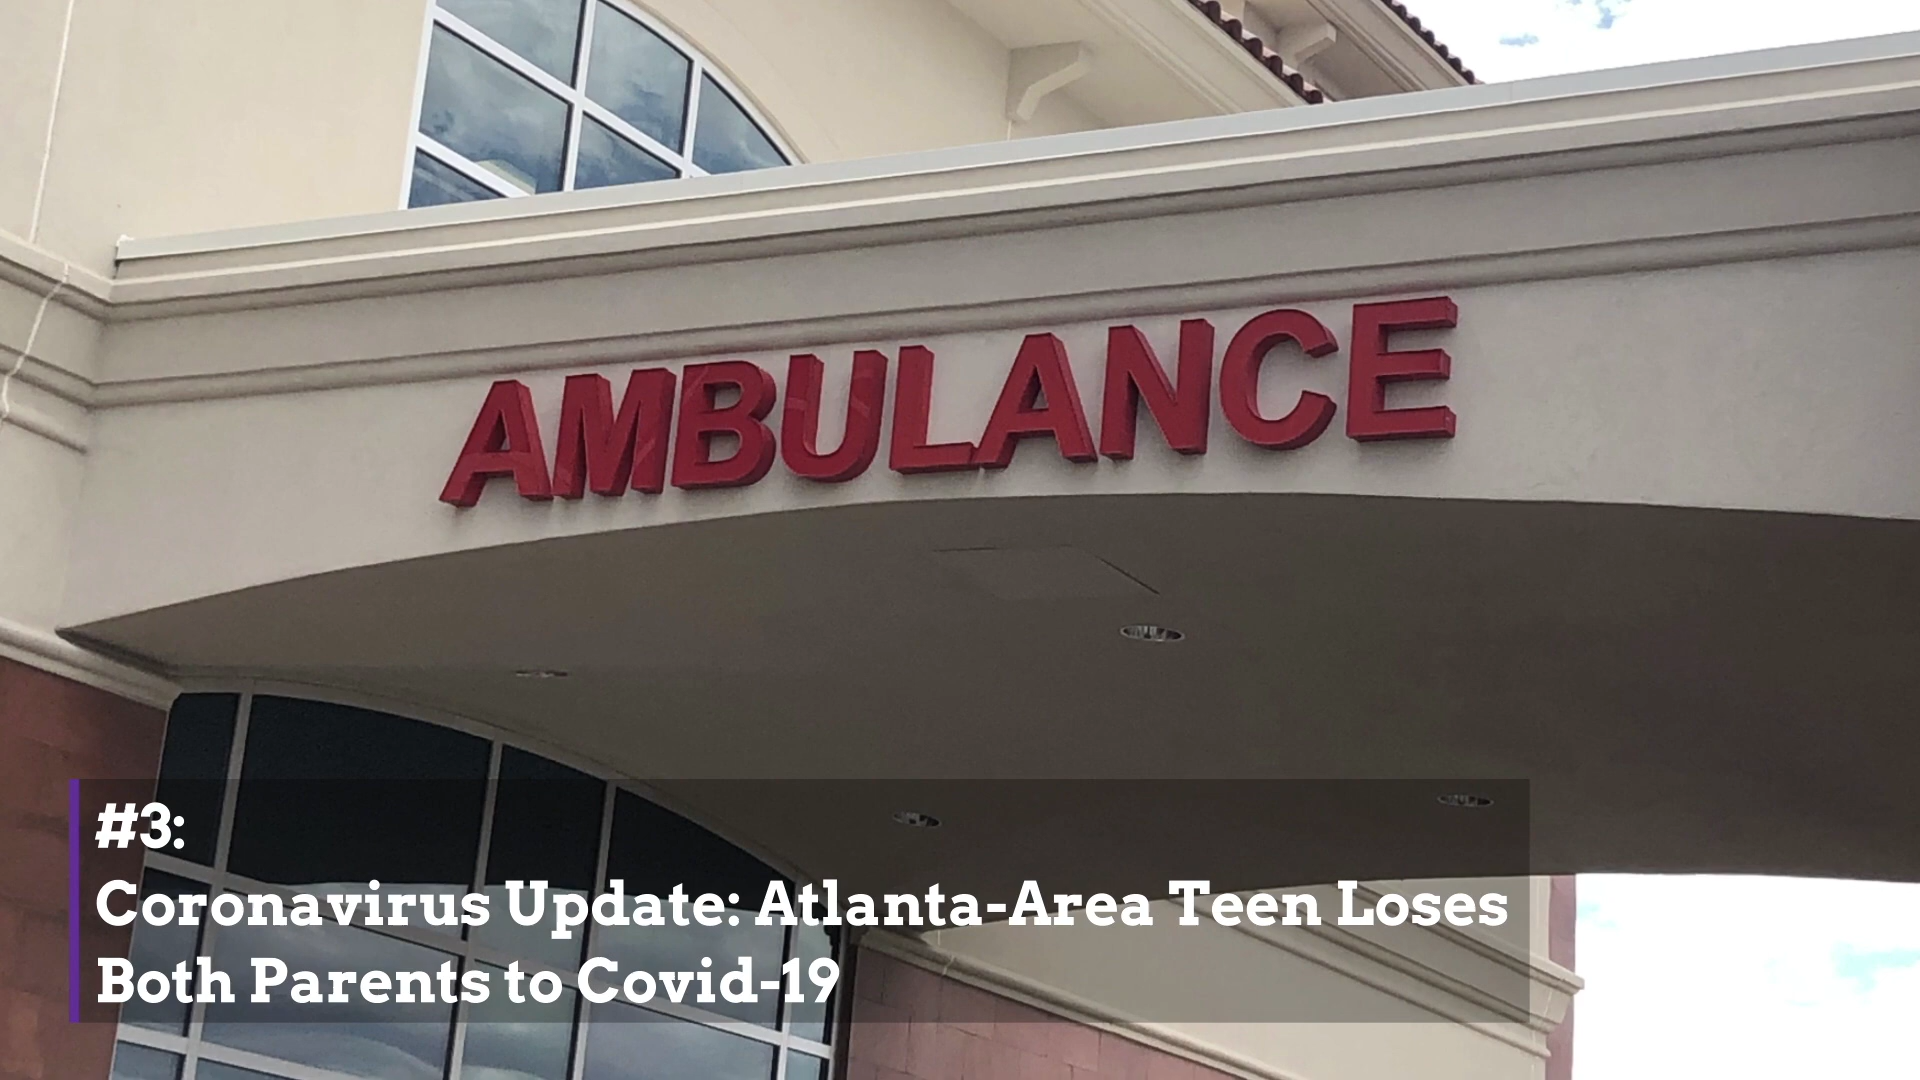 AMBULANCE
#3:
Coronavirus Update: Atlanta-Area Teen Loses
Both Parents to Covid-19